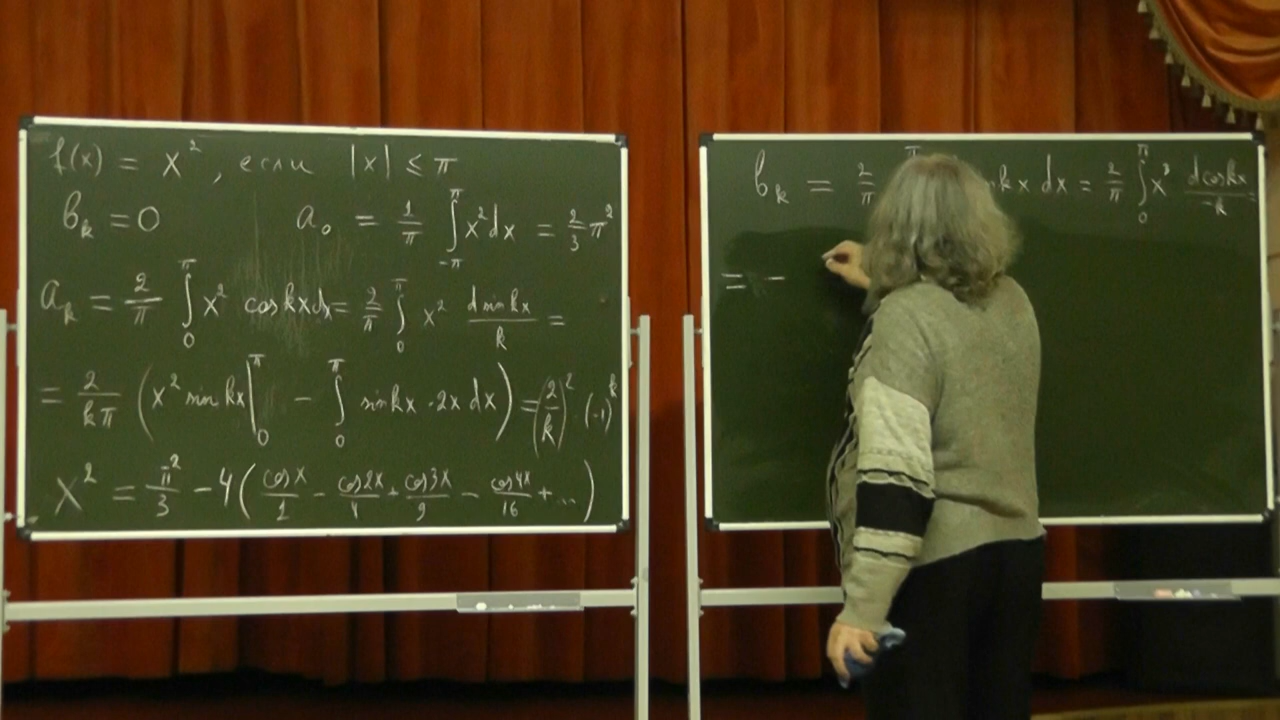 f(x) = x², если |x| ≤ π
b_k = 0 a₀ = 1/π ∫_{-π}^{π} x² dx = 2/3 π²
a_k = 2/π ∫_0^π x² cos kx dx = 2/π ∫_0^π x² d sin kx / k =
= 2/(kπ) (x² sin kx |_0^π − ∫_0^π sin kx · 2x dx) = (2/k)² · (-1)^k
x² = π²/3 − 4(cos x/1 − cos 2x/4 + cos 3x/9 − cos 4x/16 + ...)
b_k = 2/π kx dx = 2/π ∫_0^π x³ d cos kx / -k =
= −